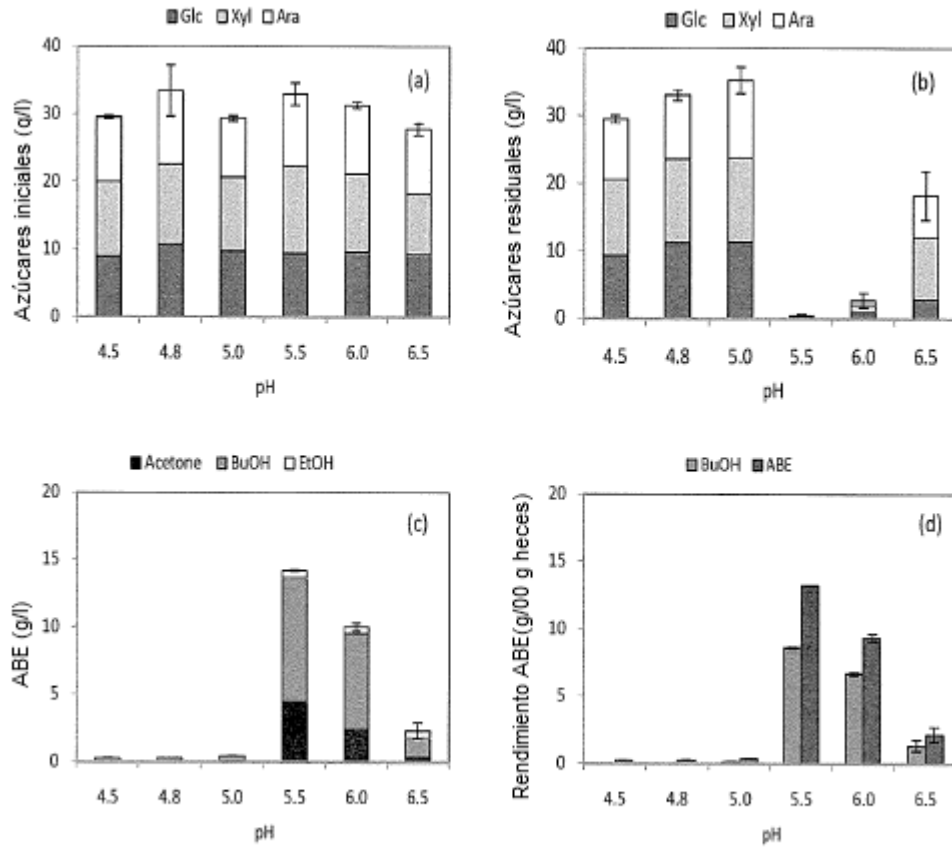 Glc Xyl Ara
Azúcares iniciales (g/l)
40
30
20
10
0
(a)
4.5 4.8 5.0 5.5 6.0 6.5
pH
Glc Xyl Ara
Azúcares residuales (g/l)
40
30
20
10
0
(b)
4.5 4.8 5.0 5.5 6.0 6.5
pH
Acetone BuOH EtOH
ABE (g/l)
20
15
10
5
0
(c)
4.5 4.8 5.0 5.5 6.0 6.5
pH
BuOH ABE
Rendimiento ABE(g/00 g heces)
20
15
10
5
0
(d)
4.5 4.8 5.0 5.5 6.0 6.5
pH